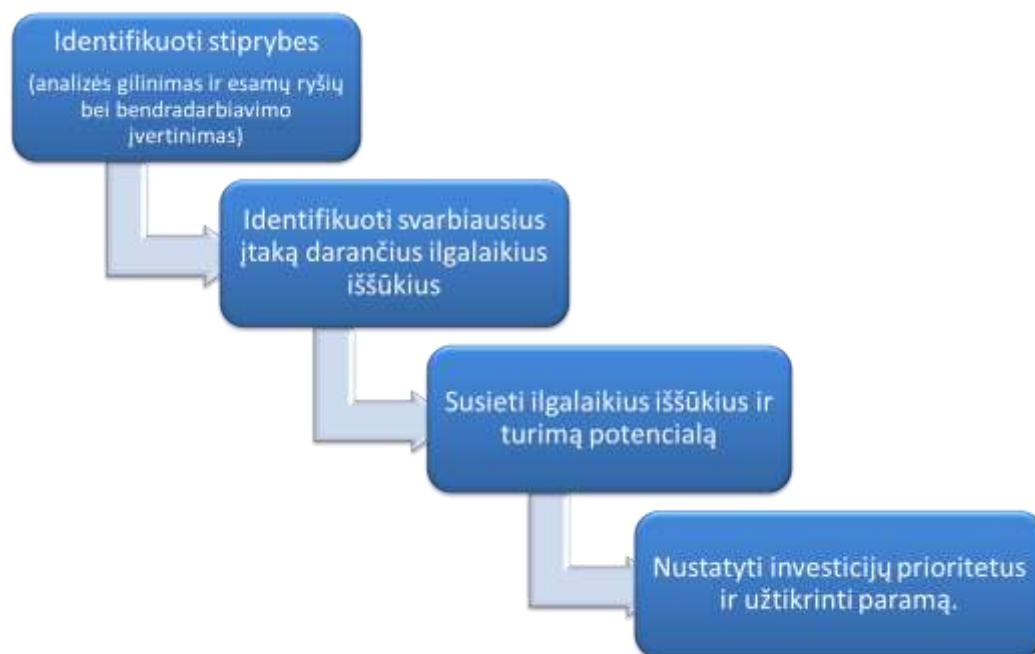 Identifikuoti stiprybes
(analizės gilinimas ir esamų ryšių
bei bendradarbiavimo
įvertinimas)
Identifikuoti svarbiausius
įtaką darančius ilgalaikius
iššūkius
Susieti ilgalaikius iššūkius ir
turimą potencialą
Nustatyti investicijų prioritetus
ir užtikrinti paramą.